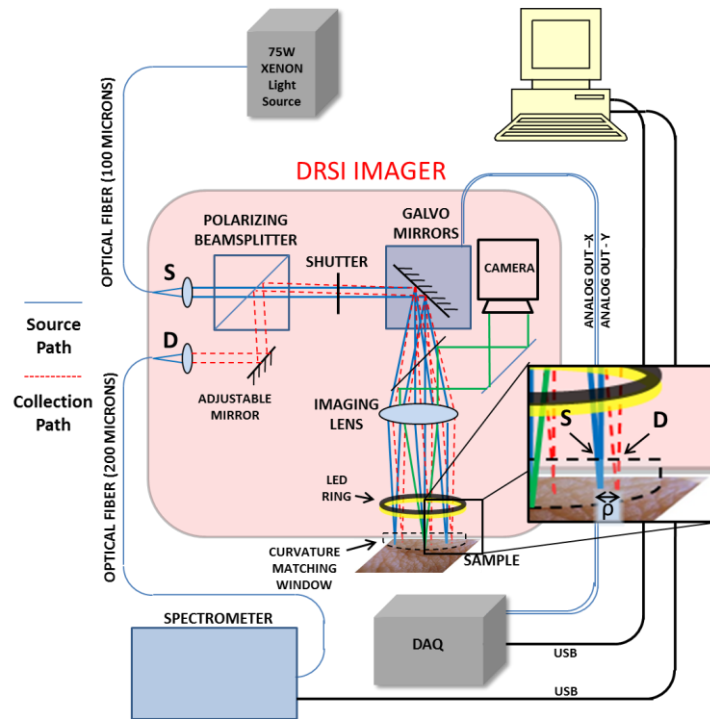 75W
XENON
Light
Source
DRSI IMAGER
OPTICAL FIBER (100 MICRONS)
POLARIZING
BEAMSPLITTER
GALVO
MIRRORS
SHUTTER
CAMERA
ANALOG OUT –X
ANALOG OUT - Y
S
D
Source
Path
Collection
Path
ADJUSTABLE
MIRROR
IMAGING
LENS
S
D
ρ
LED
RING
OPTICAL FIBER (200 MICRONS)
CURVATURE
MATCHING
WINDOW
SAMPLE
SPECTROMETER
DAQ
USB
USB